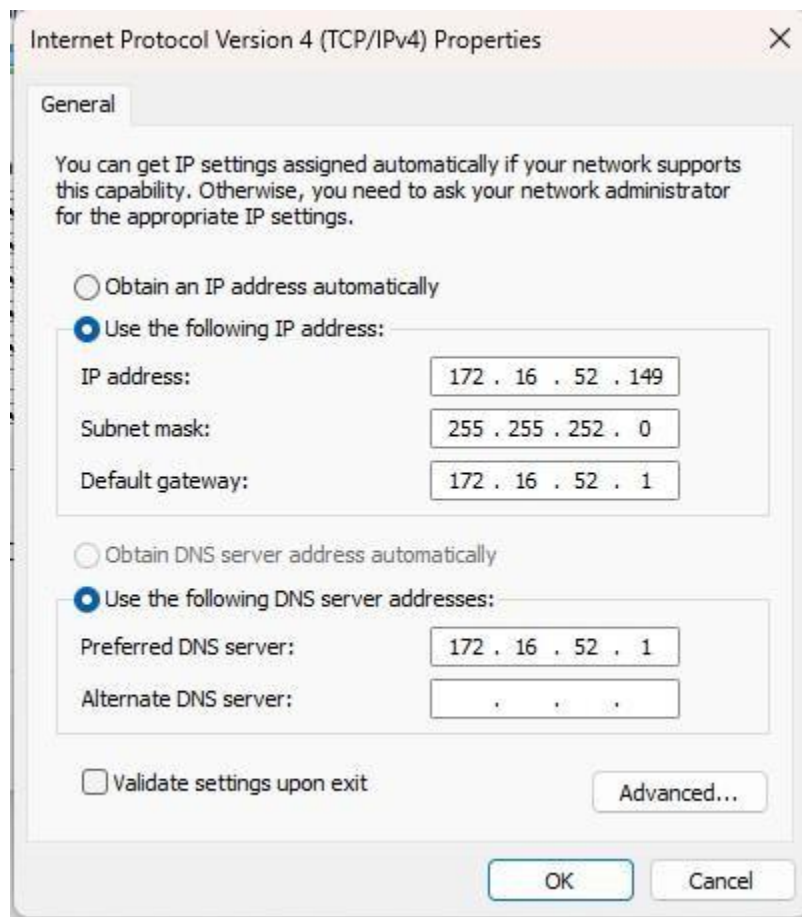 Internet Protocol Version 4 (TCP/IPv4) Properties
General
You can get IP settings assigned automatically if your network supports
this capability. Otherwise, you need to ask your network administrator
for the appropriate IP settings.
Obtain an IP address automatically
Use the following IP address:
IP address: 172 . 16 . 52 . 149
Subnet mask: 255 . 255 . 252 . 0
Default gateway: 172 . 16 . 52 . 1
Obtain DNS server address automatically
Use the following DNS server addresses:
Preferred DNS server: 172 . 16 . 52 . 1
Alternate DNS server: . . .
Validate settings upon exit
Advanced...
OK Cancel